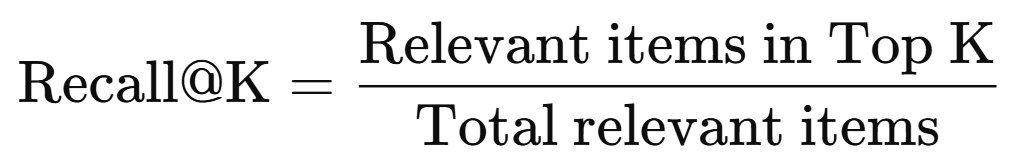 Recall@K = Relevant items in Top K
Total relevant items